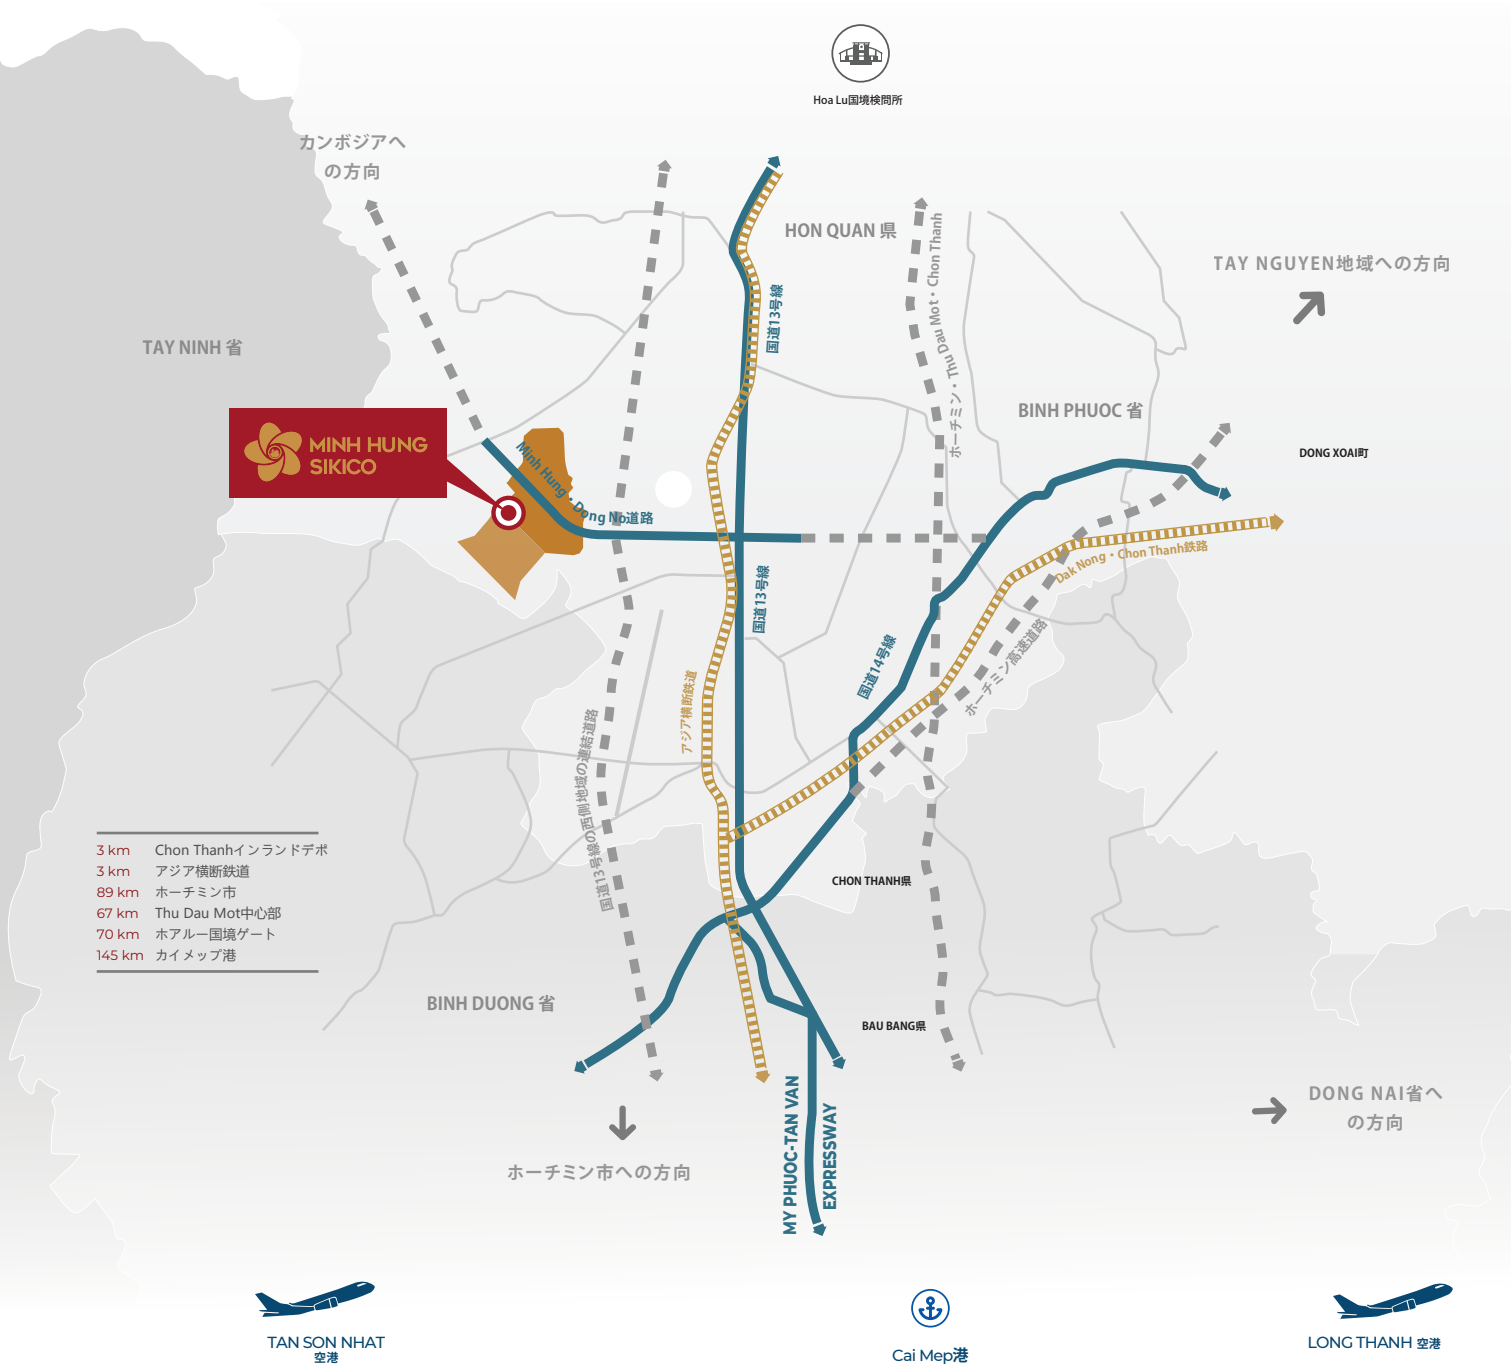 Hoa Lu国境検問所
カンボジアへ
の方向
HON QUAN 県
TAY NGUYEN地域への方向
ホーチミン・Thu Dau Mot・Chon Thanh
国道13号線
TAY NINH 省
BINH PHUOC 省
DONG XOAI町
MINH HUNG
SIKICO
Minh Hung・Dong No道路
Dak Nong・Chon Thanh鉄路
国道13号線
国道14号線
ホーチミン高速道路
アジア横断鉄道
国道13号線の西側地域の連結道路
3 km Chon Thanhインランドデポ
3 km アジア横断鉄道
89 km ホーチミン市
67 km Thu Dau Mot中心部
70 km ホアルー国境ゲート
145 km カイメップ港
CHON THANH県
BINH DUONG 省
BAU BANG県
MY PHUOC-TAN VAN
EXPRESSWAY
DONG NAI省へ
の方向
ホーチミン市への方向
TAN SON NHAT
空港
Cai Mep港
LONG THANH 空港